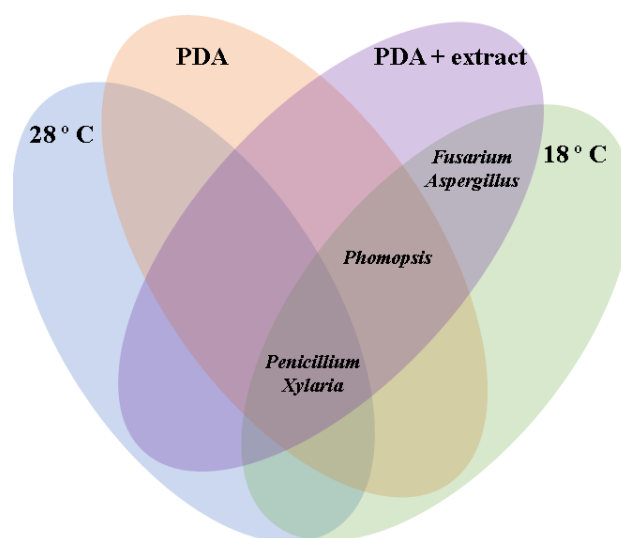 PDA
PDA + extract
28 º C
18 º C
Fusarium
Aspergillus
Phomopsis
Penicillium
Xylaria